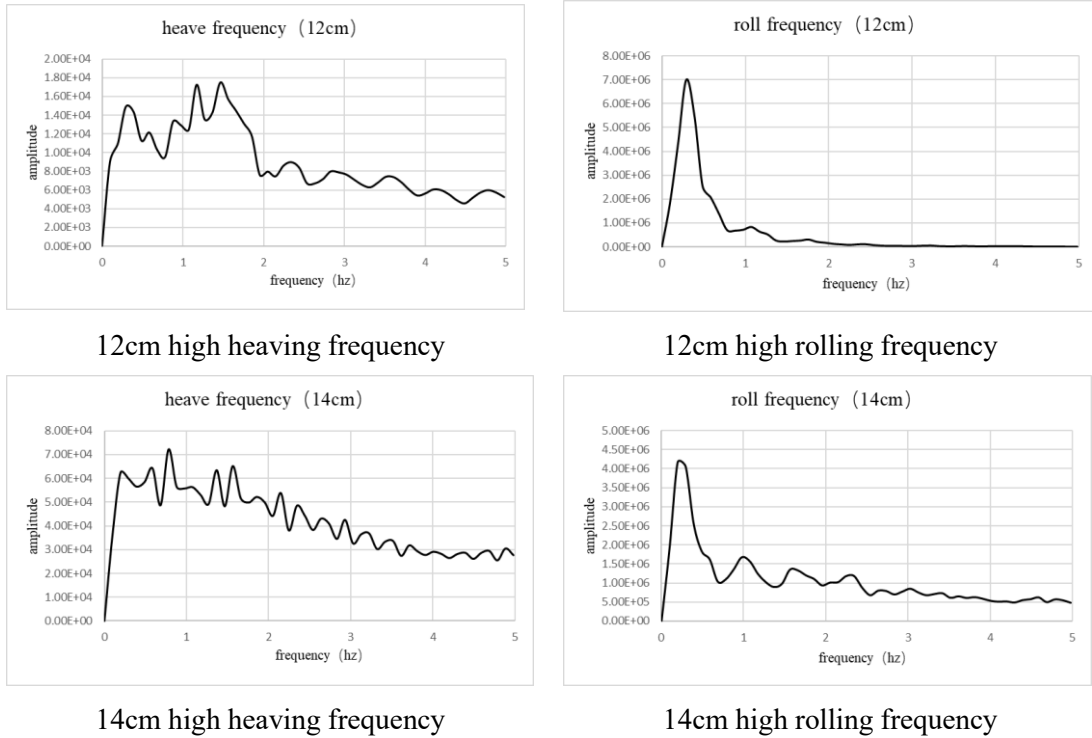 heave frequency（12cm）
2.00E+04
1.80E+04
1.60E+04
1.40E+04
1.20E+04
1.00E+04
8.00E+03
6.00E+03
4.00E+03
2.00E+03
0.00E+00
amplitude
0 1 2 3 4 5
frequency（hz）
roll frequency（12cm）
8.00E+06
7.00E+06
6.00E+06
5.00E+06
4.00E+06
3.00E+06
2.00E+06
1.00E+06
0.00E+00
amplitude
0 1 2 3 4 5
frequency（hz）
12cm high heaving frequency
12cm high rolling frequency
heave frequency（14cm）
8.00E+04
7.00E+04
6.00E+04
5.00E+04
4.00E+04
3.00E+04
2.00E+04
1.00E+04
0.00E+00
amplitude
0 1 2 3 4 5
frequency（hz）
roll frequency（14cm）
5.00E+06
4.50E+06
4.00E+06
3.50E+06
3.00E+06
2.50E+06
2.00E+06
1.50E+06
1.00E+06
5.00E+05
0.00E+00
amplitude
0 1 2 3 4 5
frequency（hz）
14cm high heaving frequency
14cm high rolling frequency